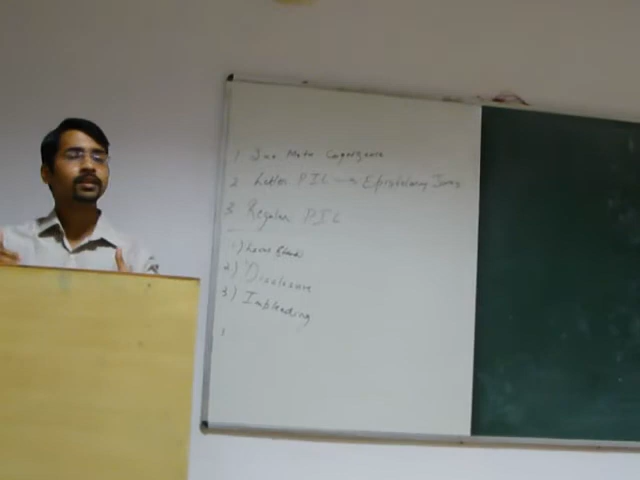 1 Suo Moto Cognizance
2 Letter PIL → Epistolary Juris
3 Regular PIL
1) Locus Standi
2) Disclosure
3) Impleading